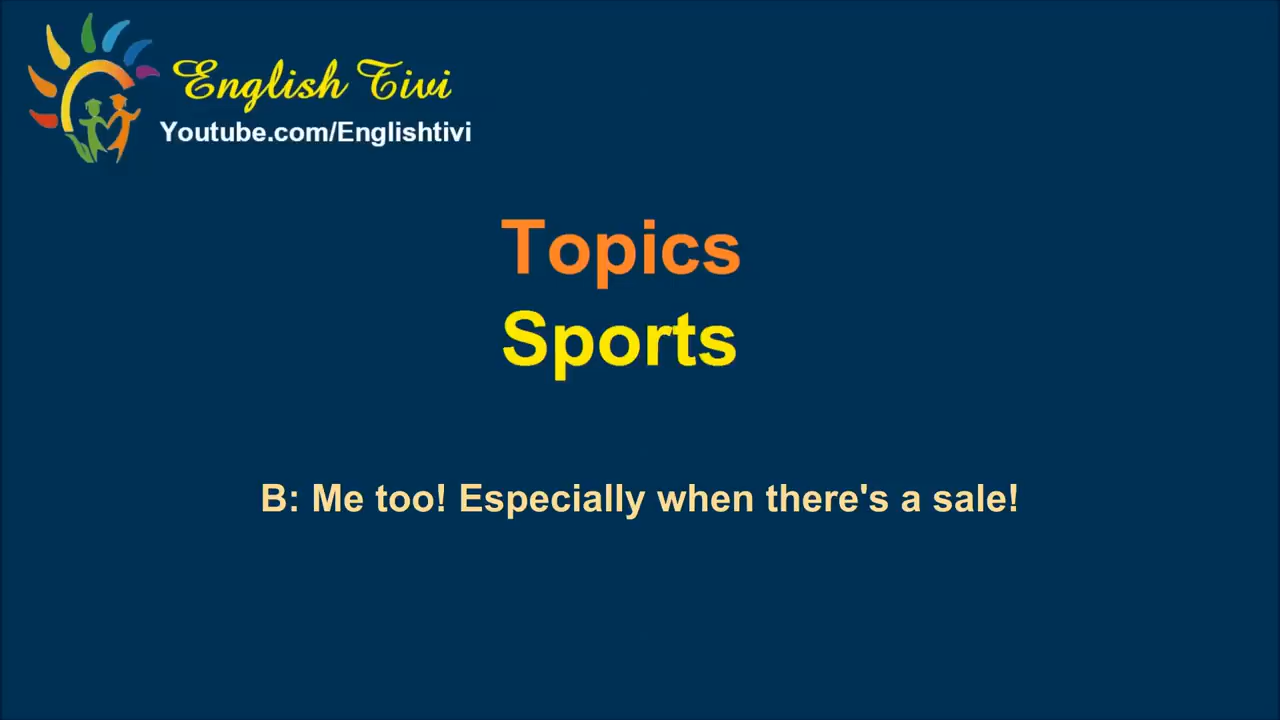 English Tivi
Youtube.com/Englishtivi
Topics
Sports
B: Me too! Especially when there's a sale!